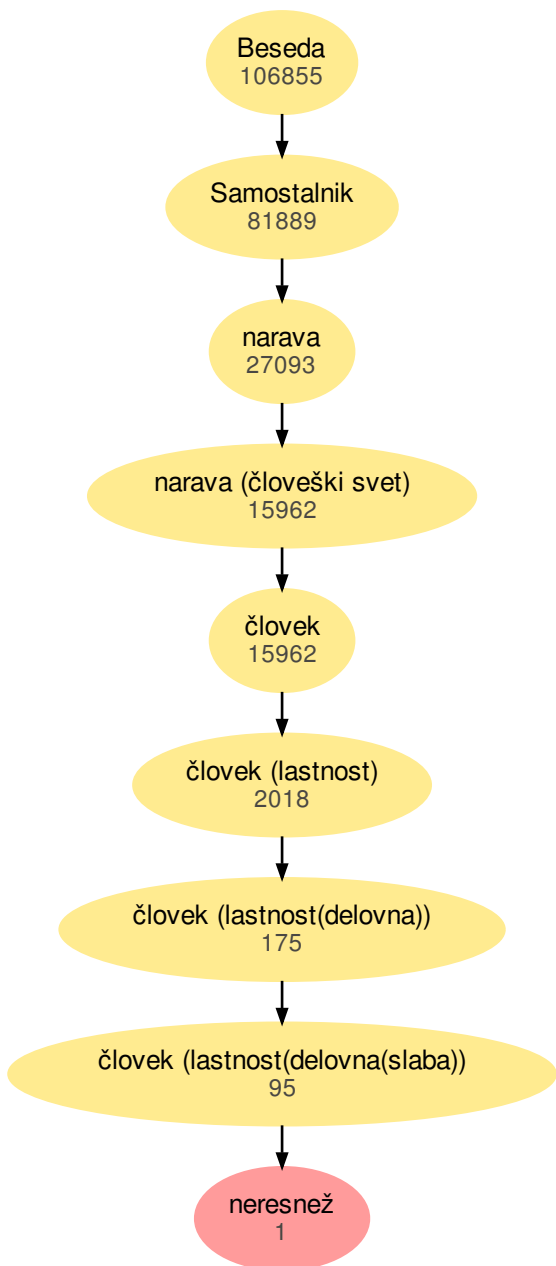 Beseda
106855
Samostalnik
81889
narava
27093
narava (človeški svet)
15962
človek
15962
človek (lastnost)
2018
človek (lastnost(delovna))
175
človek (lastnost(delovna(slaba))
95
neresnež
1